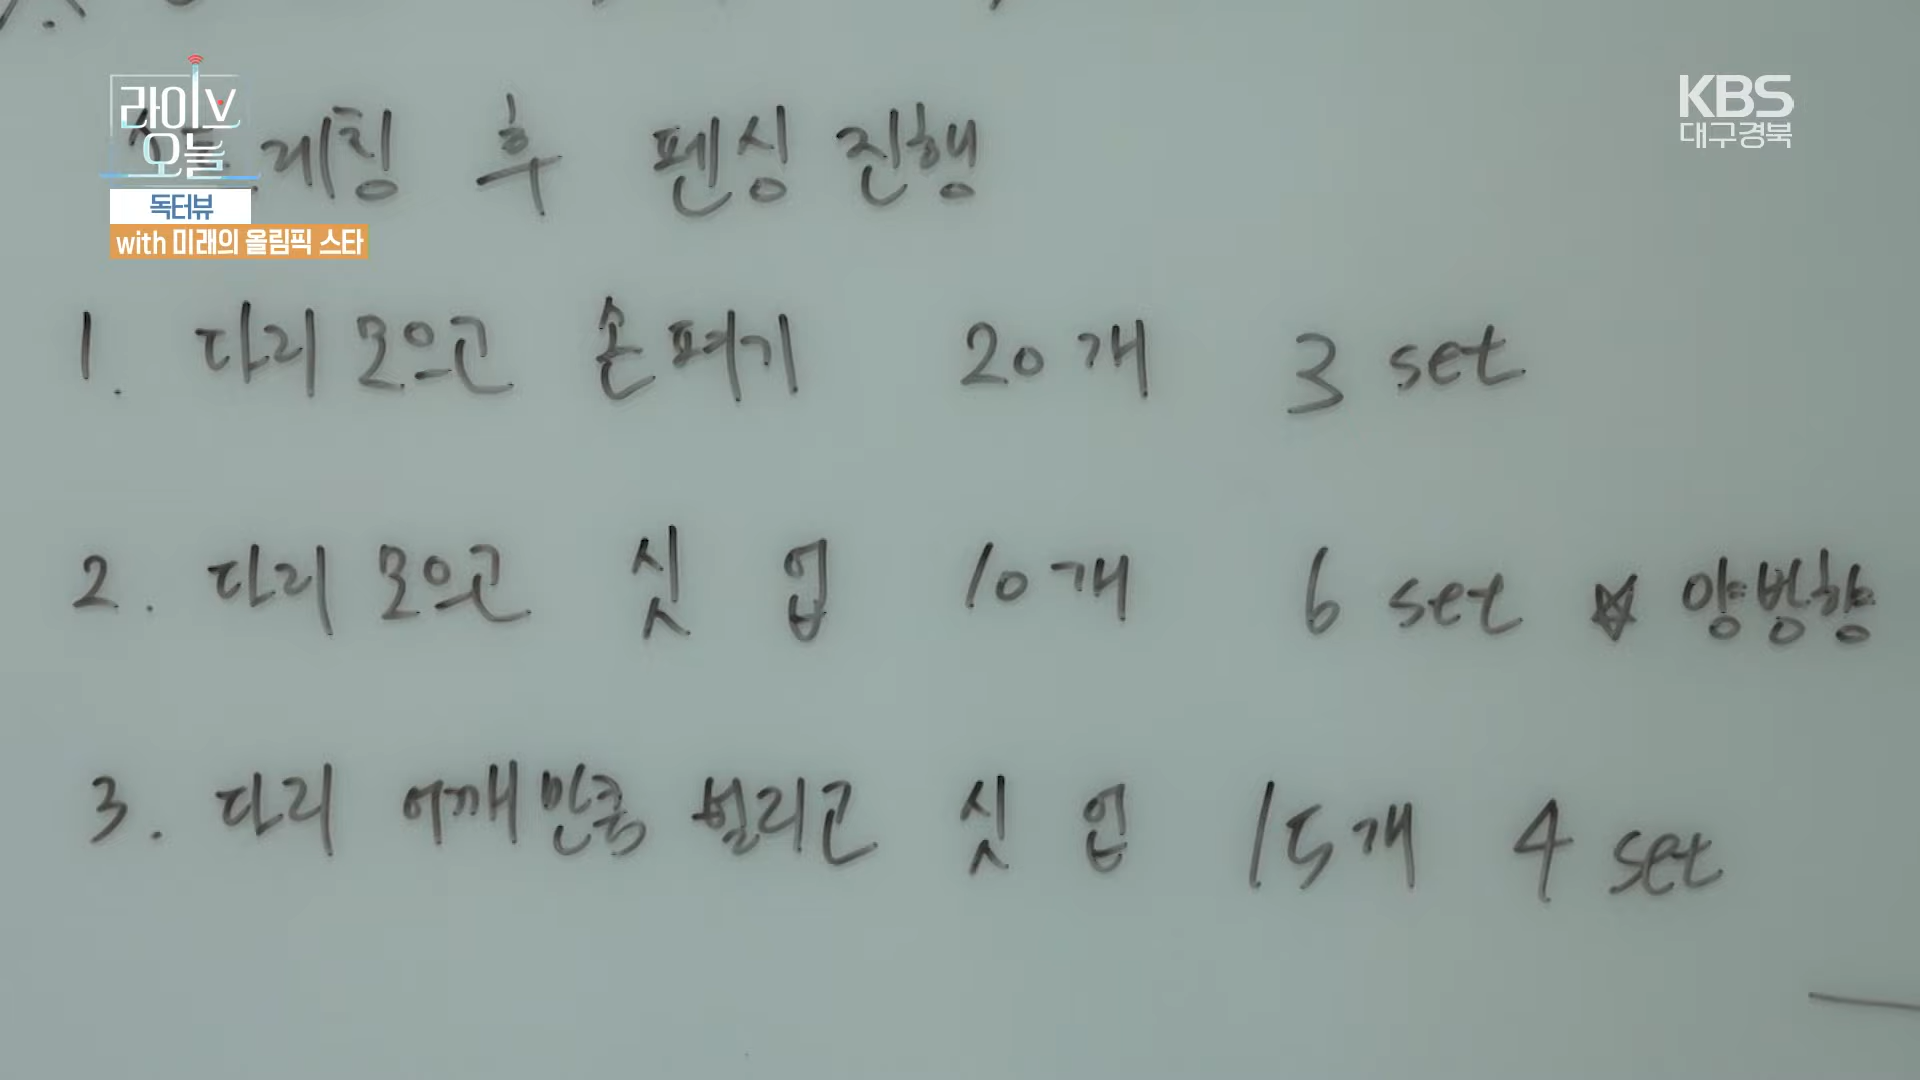 라이브
오늘
독터뷰
with 미래의 올림픽 스타
KBS
대구경북
후 펜싱 진행
1. 다리 모으고 손펴기 20개 3 set
2. 다리 모으고 싯 업 10개 6 set ☆ 양방향
3. 다리 어깨만큼 벌리고 싯 업 15개 4 set